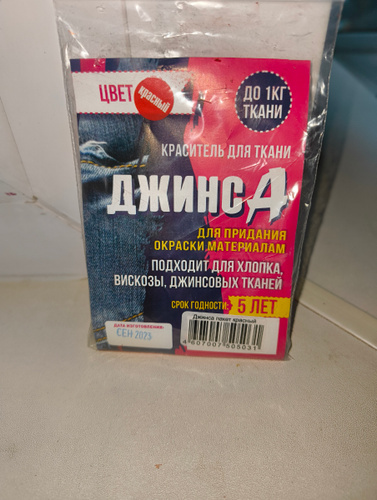 ЦВЕТ красный
ДО 1КГ
ТКАНИ
КРАСИТЕЛЬ ДЛЯ ТКАНИ
ДЖИНСА
ДЛЯ ПРИДАНИЯ
ОКРАСКИ МАТЕРИАЛАМ
ПОДХОДИТ ДЛЯ ХЛОПКА,
ВИСКОЗЫ, ДЖИНСОВЫХ ТКАНЕЙ
СРОК ГОДНОСТИ: 5 ЛЕТ
ДАТА ИЗГОТОВЛЕНИЯ:
СЕН 2023
Джинса пакет красный
4607007505031